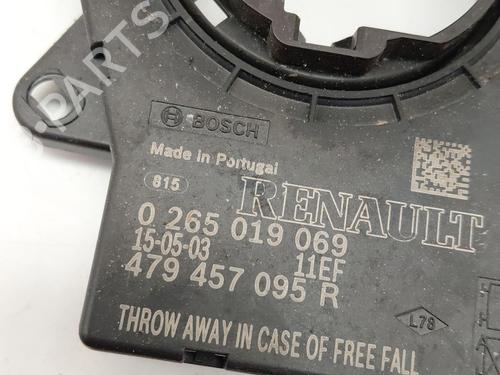 PARTS
BOSCH
Made in Portugal
815
RENAULT
0 265 019 069
15-05-03 11EF
479 457 095 R
L78
THROW AWAY IN CASE OF FREE FALL